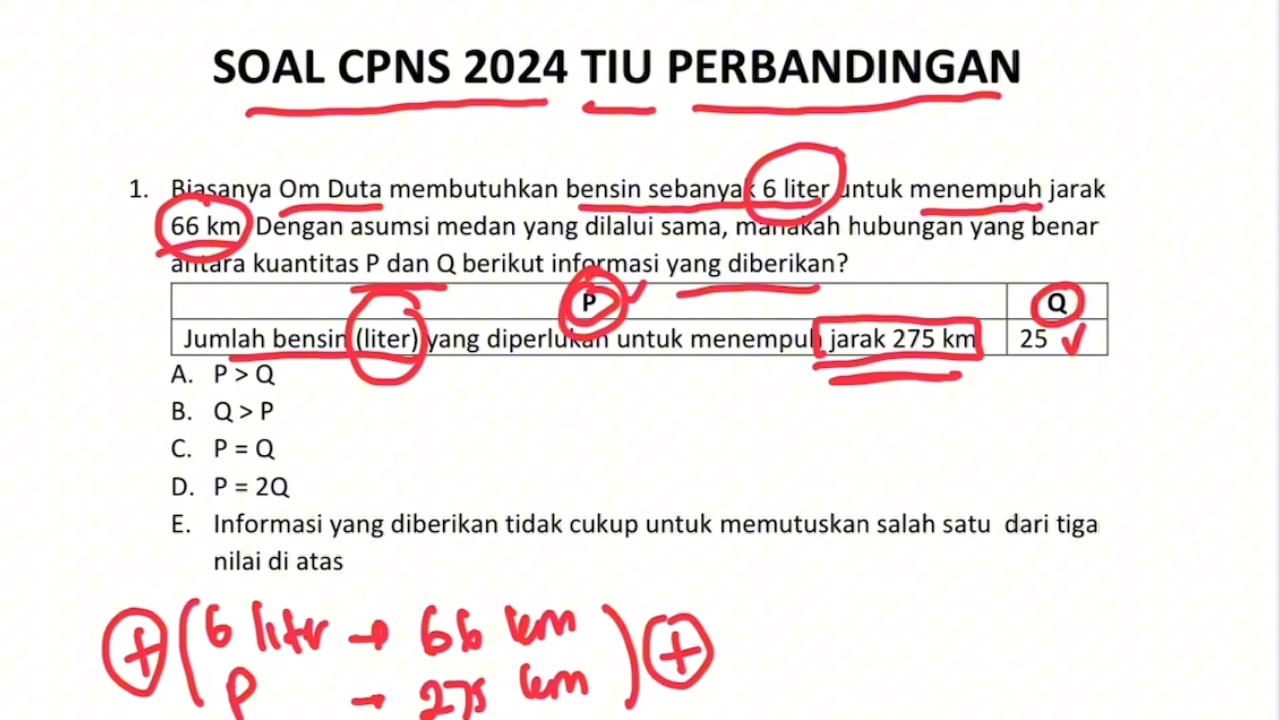 SOAL CPNS 2024 TIU PERBANDINGAN
1. Biasanya Om Duta membutuhkan bensin sebanyak 6 liter untuk menempuh jarak
66 km. Dengan asumsi medan yang dilalui sama, manakah hubungan yang benar
antara kuantitas P dan Q berikut informasi yang diberikan?
P Q
Jumlah bensin (liter) yang diperlukan untuk menempuh jarak 275 km 25
A. P > Q
B. Q > P
C. P = Q
D. P = 2Q
E. Informasi yang diberikan tidak cukup untuk memutuskan salah satu dari tiga
nilai di atas
+ ( 6 liter → 66 km ) +
P → 275 km